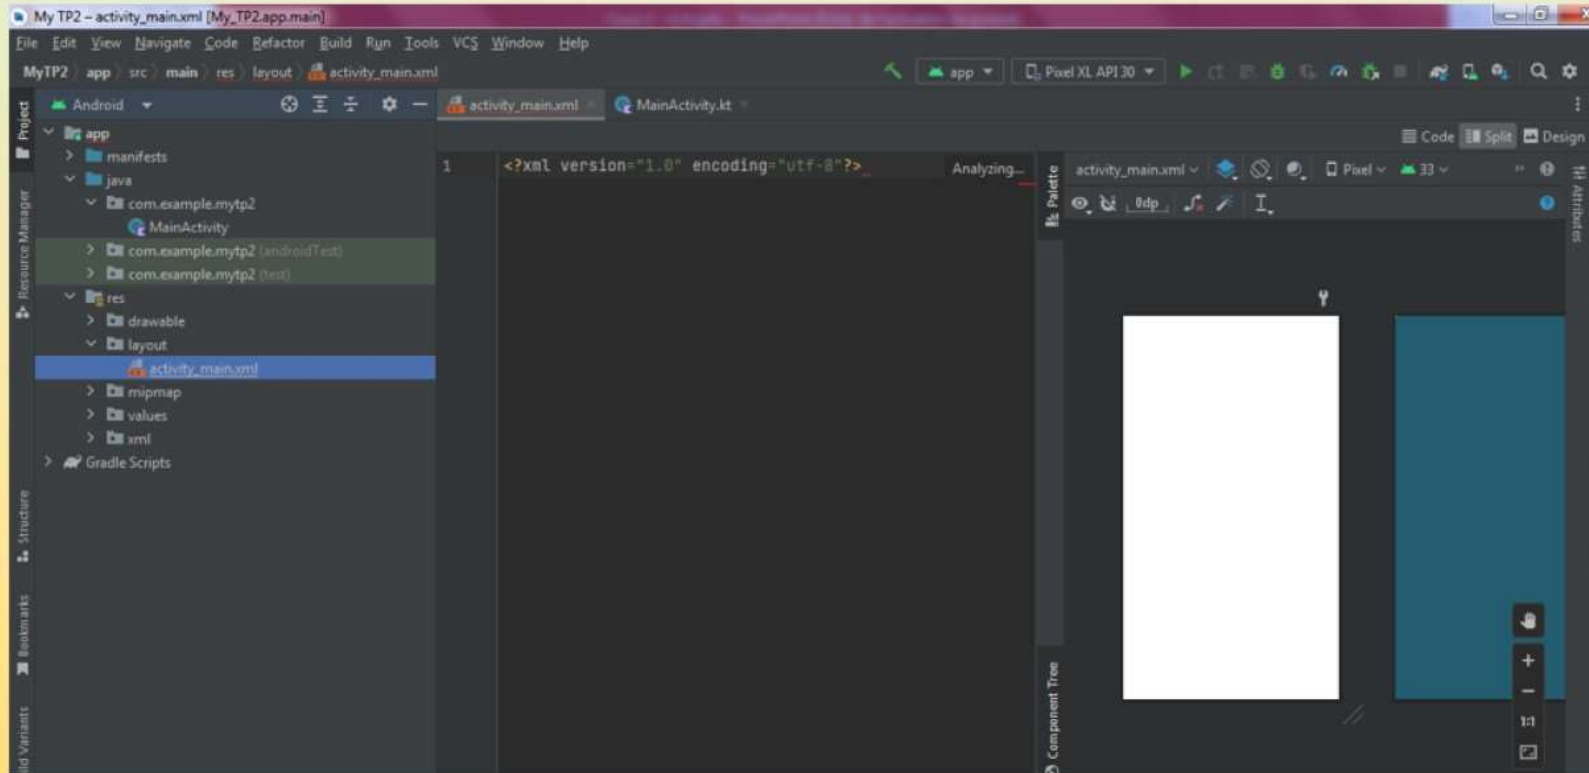 My TP2 – activity_main.xml [My_TP2.app.main]
File Edit View Navigate Code Refactor Build Run Tools VCS Window Help
MyTP2 app src main res layout activity_main.xml app Pixel XL API 30
Project Android activity_main.xml MainActivity.kt
app Code Split Design
manifests 1 <?xml version="1.0" encoding="utf-8"?> Analyzing... Palette activity_main.xml Pixel 33 Attributes
java
com.example.mytp2 0dp
MainActivity
Resource Manager
com.example.mytp2 (androidTest)
com.example.mytp2 (test)
res
drawable
layout
activity_main.xml
mipmap
values
xml
Gradle Scripts
Structure
Bookmarks
Component Tree
1:1
ild Variants